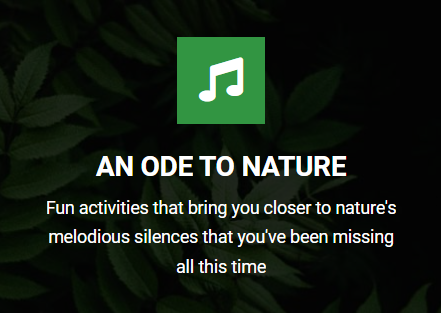 AN ODE TO NATURE
Fun activities that bring you closer to nature's
melodious silences that you've been missing
all this time